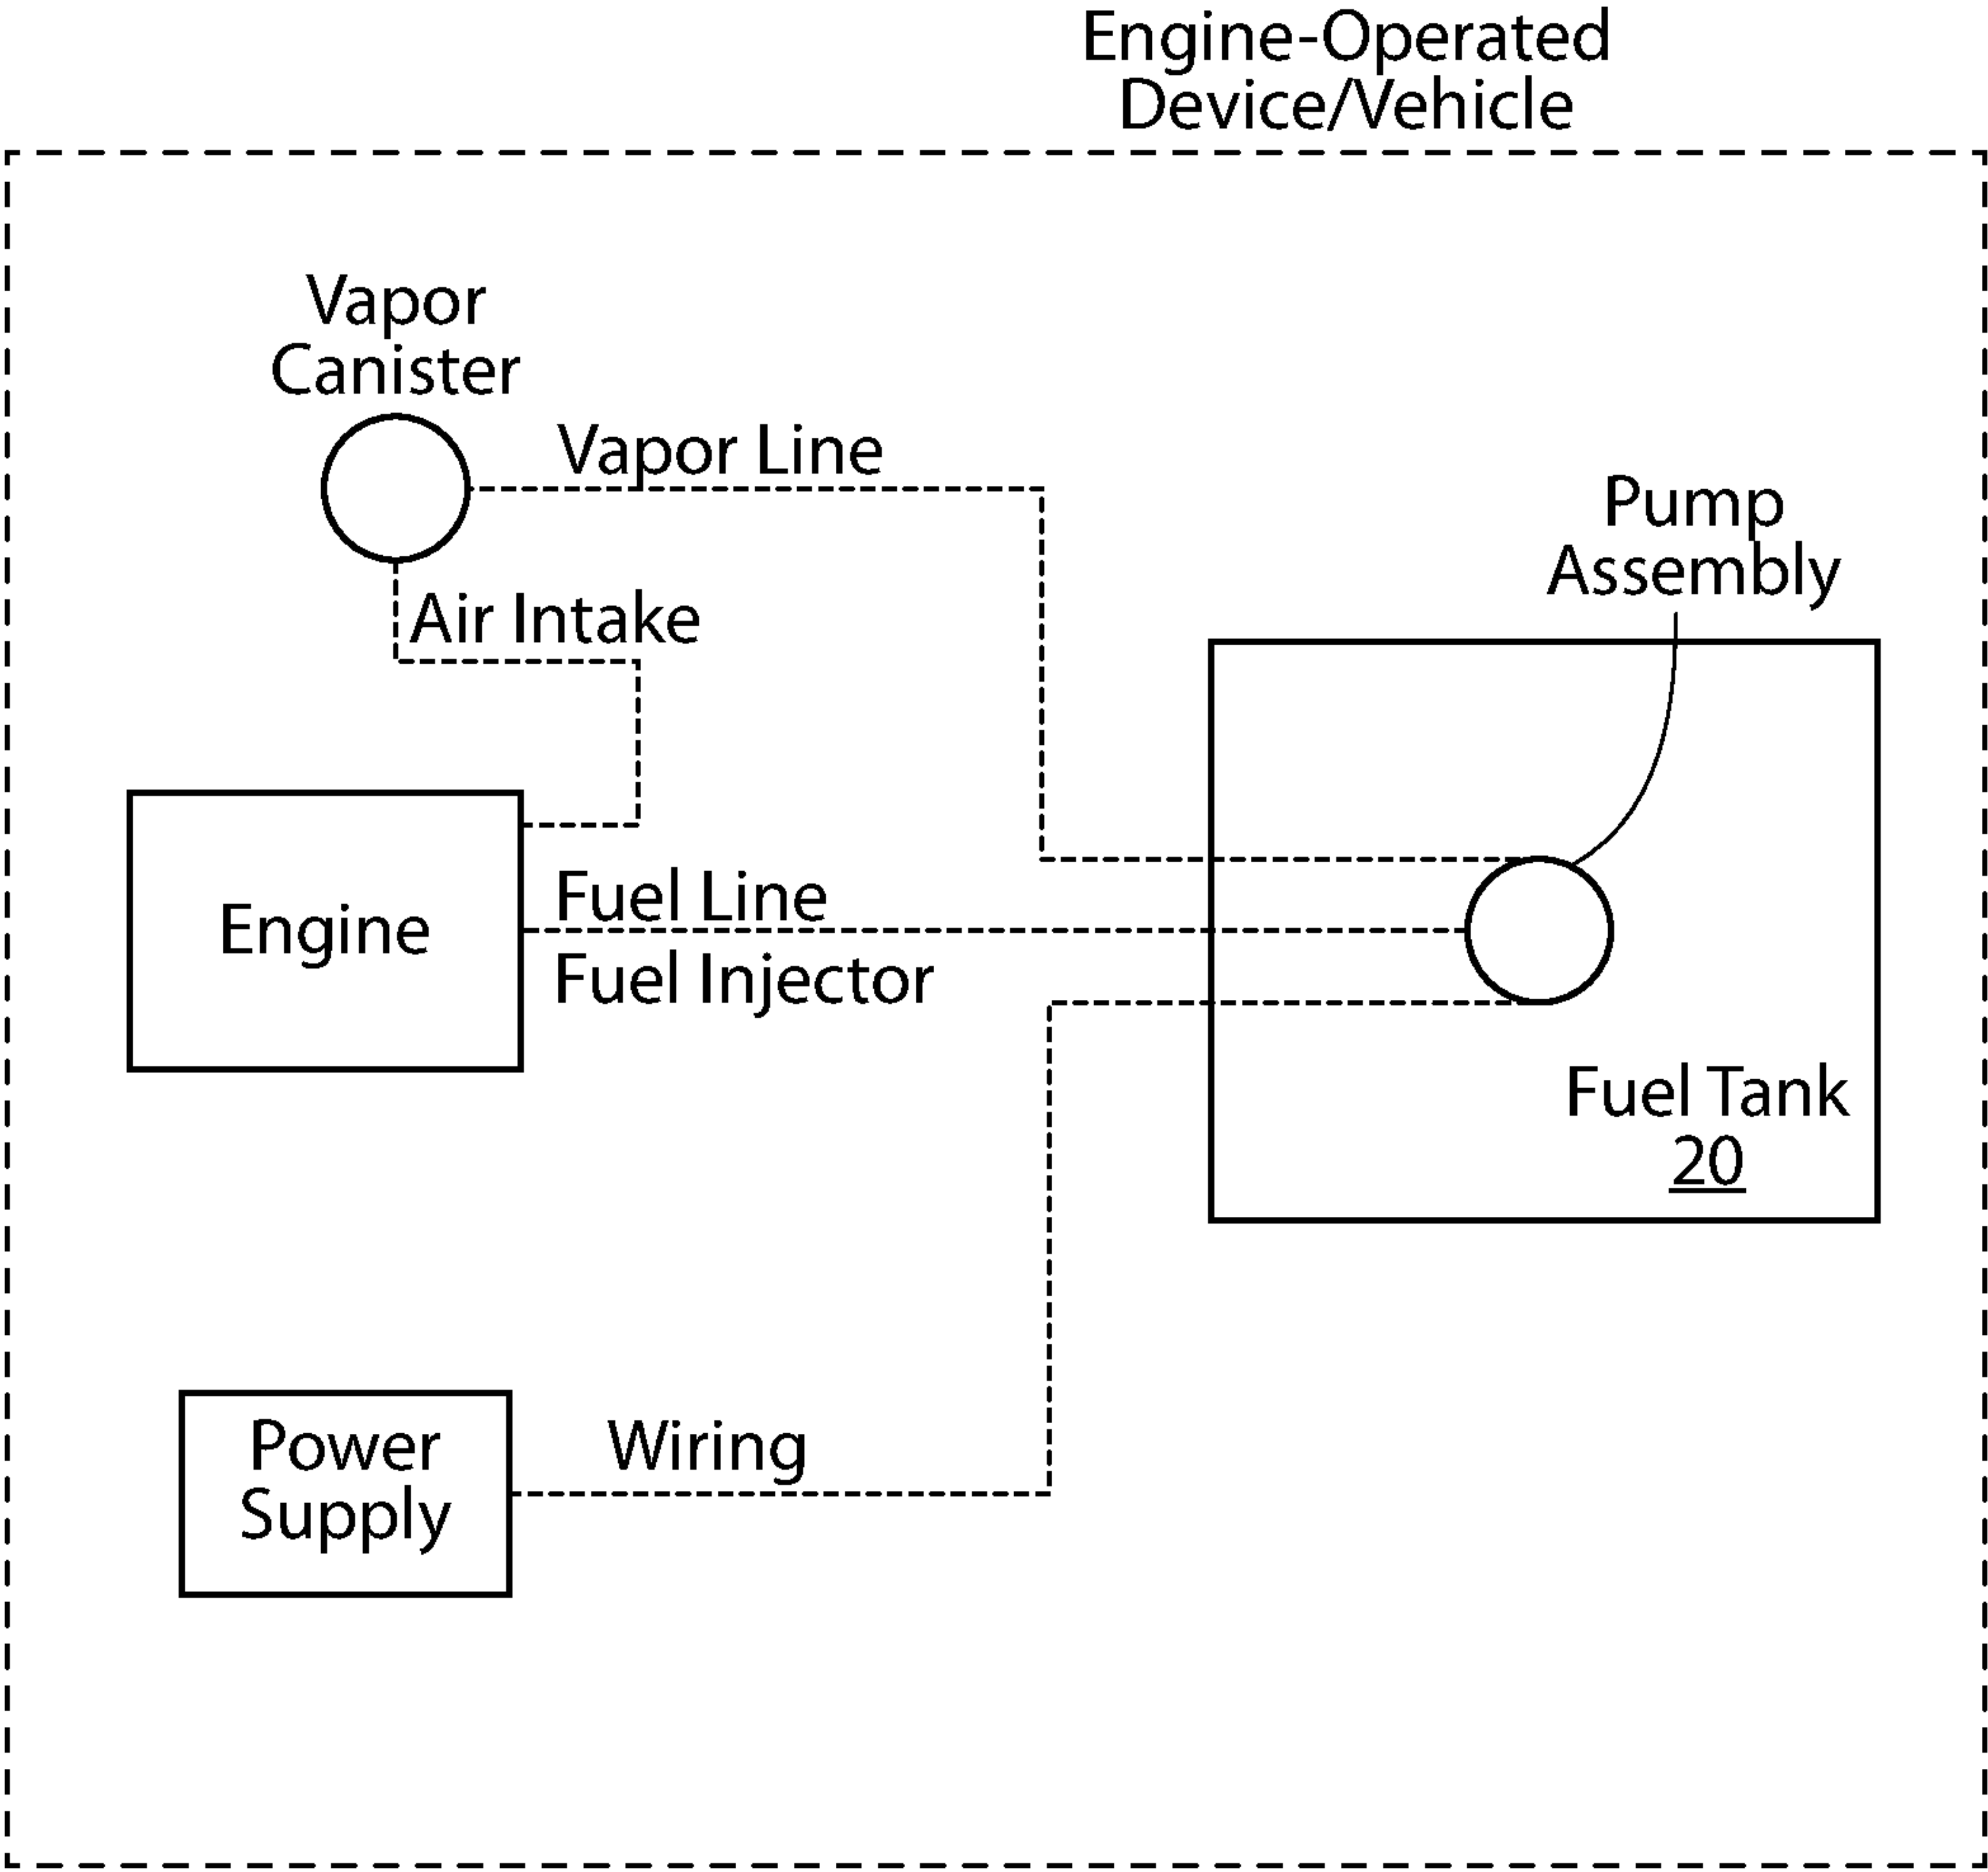 Engine-Operated
Device/Vehicle
Vapor
Canister
Vapor Line
Pump
Assembly
Air Intake
Fuel Line
Engine
Fuel Injector
Fuel Tank
20
Power
Supply
Wiring